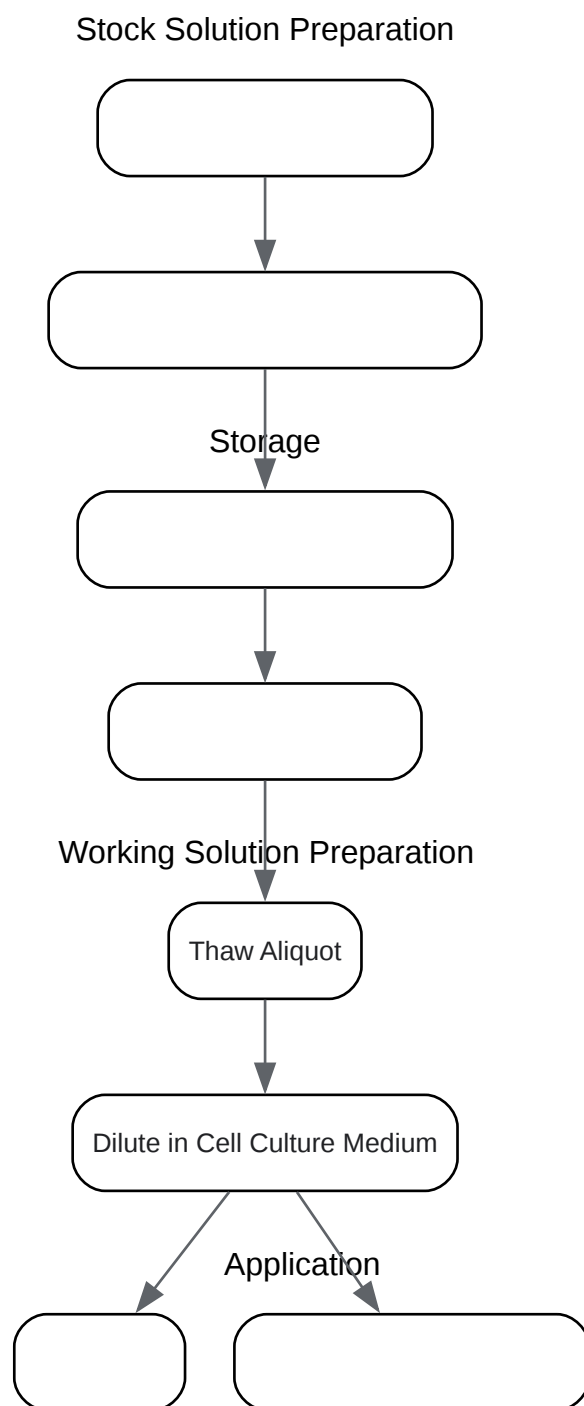 Stock Solution Preparation
Storage
Working Solution Preparation
Thaw Aliquot
Dilute in Cell Culture Medium
Application